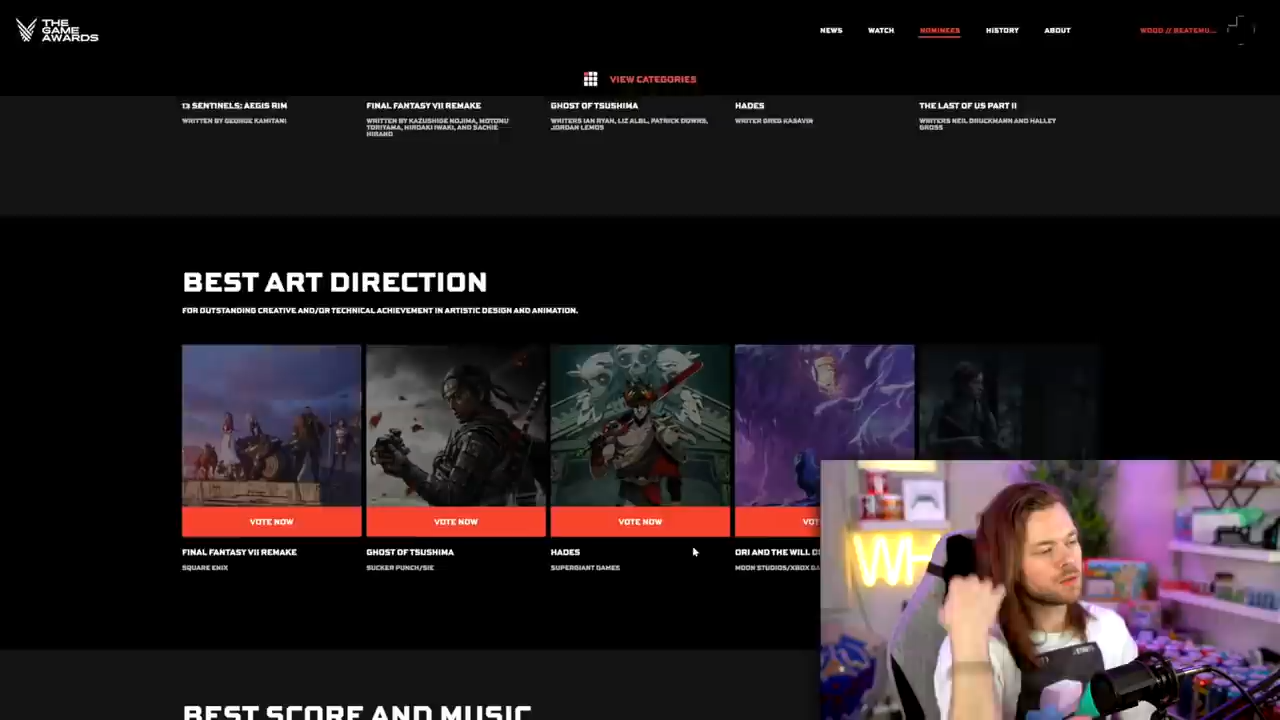 THE GAME AWARDS
NEWS WATCH NOMINEES HISTORY ABOUT
WOOD // BEATEMU...
VIEW CATEGORIES
13 SENTINELS: AEGIS RIM
WRITTEN BY GEORGE KAMITANI
FINAL FANTASY VII REMAKE
WRITTEN BY KAZUSHIGE NOJIMA, MOTOMU
TORIYAMA, HIROAKI IWAKI, AND SACHIE
HIRANO
GHOST OF TSUSHIMA
WRITERS IAN RYAN, LIZ ALBL, PATRICK DOWNS,
JORDAN LEMOS
HADES
WRITER GREG KASAVIN
THE LAST OF US PART II
WRITERS NEIL DRUCKMANN AND HALLEY
GROSS
BEST ART DIRECTION
FOR OUTSTANDING CREATIVE AND/OR TECHNICAL ACHIEVEMENT IN ARTISTIC DESIGN AND ANIMATION.
VOTE NOW
FINAL FANTASY VII REMAKE
SQUARE ENIX
VOTE NOW
GHOST OF TSUSHIMA
SUCKER PUNCH/SIE
VOTE NOW
HADES
SUPERGIANT GAMES
VOT
ORI AND THE WILL O
MOON STUDIOS/XBOX GA
WH
BEST SCORE AND MUSIC